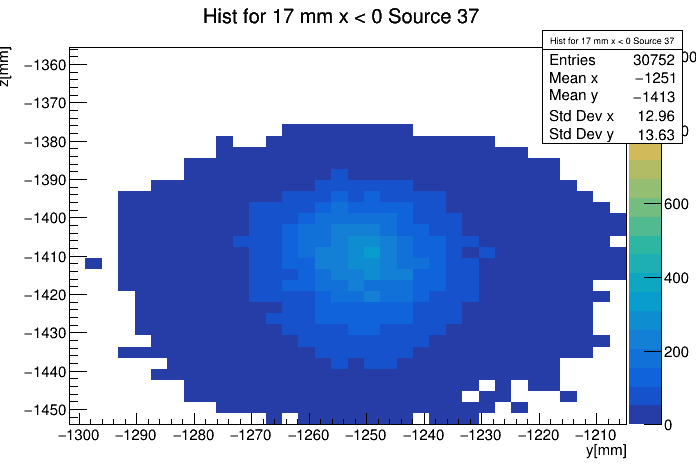 Hist for 17 mm x < 0 Source 37
z[mm]
Hist for 17 mm x < 0 Source 37
Entries 30752
Mean x −1251
Mean y −1413
Std Dev x 12.96
Std Dev y 13.63
−1360
−1370
−1380
−1390
−1400
−1410
−1420
−1430
−1440
−1450
600
400
200
0
−1300 −1290 −1280 −1270 −1260 −1250 −1240 −1230 −1220 −1210
y[mm]